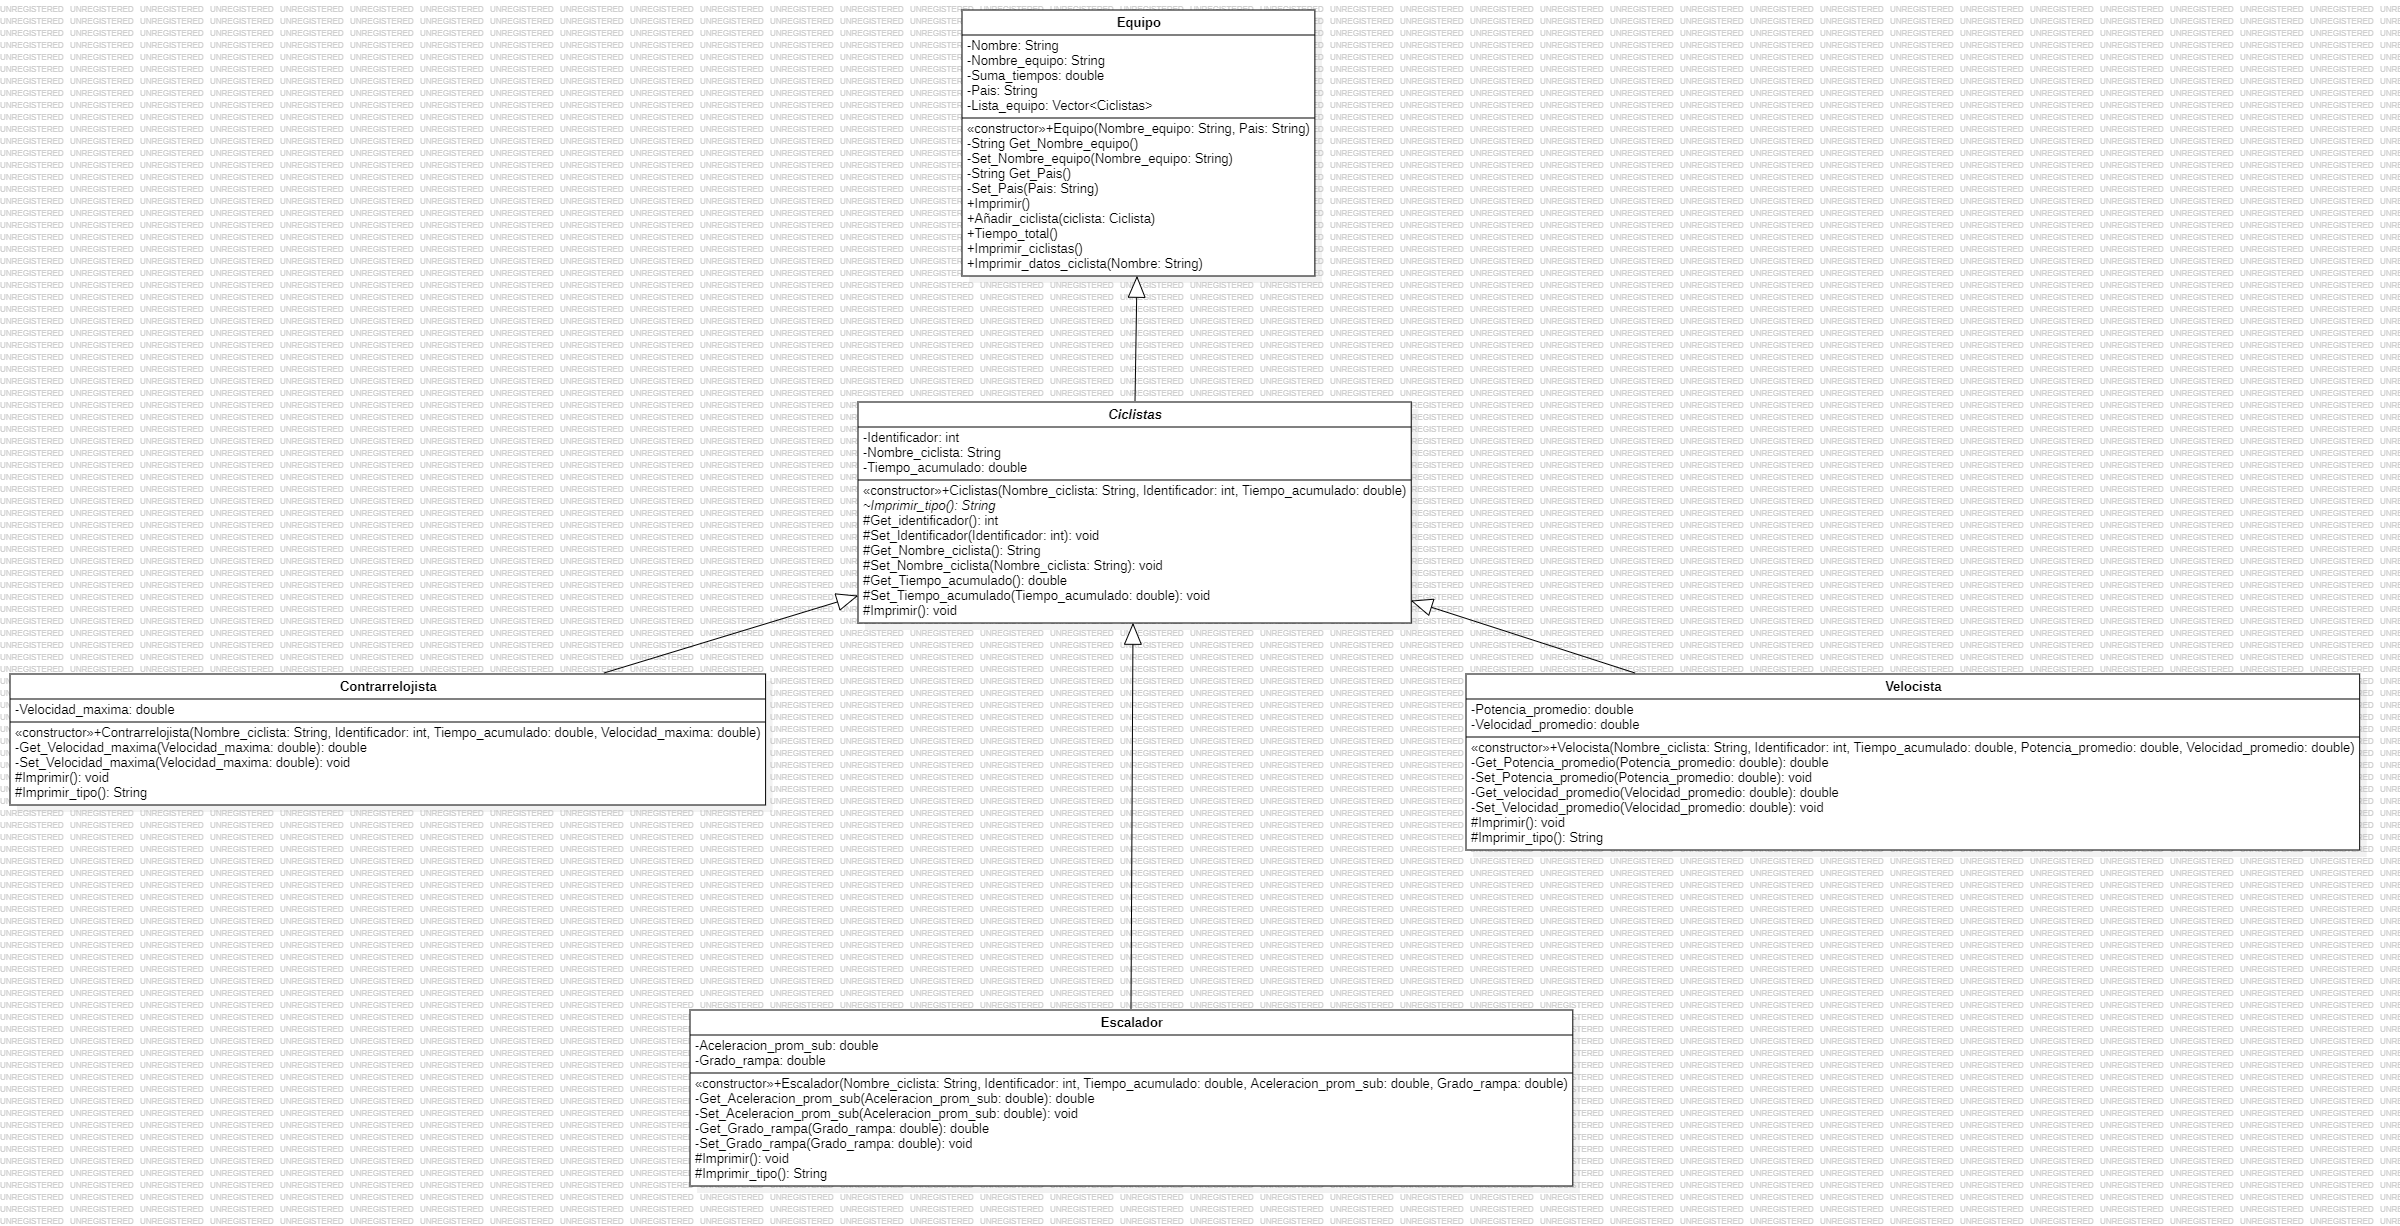 Equipo
-Nombre: String
-Nombre_equipo: String
-Suma_tiempos: double
-Pais: String
-Lista_equipo: Vector<Ciclistas>
«constructor»+Equipo(Nombre_equipo: String, Pais: String)
-String Get_Nombre_equipo()
-Set_Nombre_equipo(Nombre_equipo: String)
-String Get_Pais()
-Set_Pais(Pais: String)
+Imprimir()
+Añadir_ciclista(ciclista: Ciclista)
+Tiempo_total()
+Imprimir_ciclistas()
+Imprimir_datos_ciclista(Nombre: String)
Ciclistas
-Identificador: int
-Nombre_ciclista: String
-Tiempo_acumulado: double
«constructor»+Ciclistas(Nombre_ciclista: String, Identificador: int, Tiempo_acumulado: double)
~Imprimir_tipo(): String
#Get_identificador(): int
#Set_Identificador(Identificador: int): void
#Get_Nombre_ciclista(): String
#Set_Nombre_ciclista(Nombre_ciclista: String): void
#Get_Tiempo_acumulado(): double
#Set_Tiempo_acumulado(Tiempo_acumulado: double): void
#Imprimir(): void
Contrarrelojista
-Velocidad_maxima: double
«constructor»+Contrarrelojista(Nombre_ciclista: String, Identificador: int, Tiempo_acumulado: double, Velocidad_maxima: double)
-Get_Velocidad_maxima(Velocidad_maxima: double): double
-Set_Velocidad_maxima(Velocidad_maxima: double): void
#Imprimir(): void
#Imprimir_tipo(): String
Velocista
-Potencia_promedio: double
-Velocidad_promedio: double
«constructor»+Velocista(Nombre_ciclista: String, Identificador: int, Tiempo_acumulado: double, Potencia_promedio: double, Velocidad_promedio: double)
-Get_Potencia_promedio(Potencia_promedio: double): double
-Set_Potencia_promedio(Potencia_promedio: double): void
-Get_velocidad_promedio(Velocidad_promedio: double): double
-Set_Velocidad_promedio(Velocidad_promedio: double): void
#Imprimir(): void
#Imprimir_tipo(): String
Escalador
-Aceleracion_prom_sub: double
-Grado_rampa: double
«constructor»+Escalador(Nombre_ciclista: String, Identificador: int, Tiempo_acumulado: double, Aceleracion_prom_sub: double, Grado_rampa: double)
-Get_Aceleracion_prom_sub(Aceleracion_prom_sub: double): double
-Set_Aceleracion_prom_sub(Aceleracion_prom_sub: double): void
-Get_Grado_rampa(Grado_rampa: double): double
-Set_Grado_rampa(Grado_rampa: double): void
#Imprimir(): void
#Imprimir_tipo(): String
UNREGISTERED